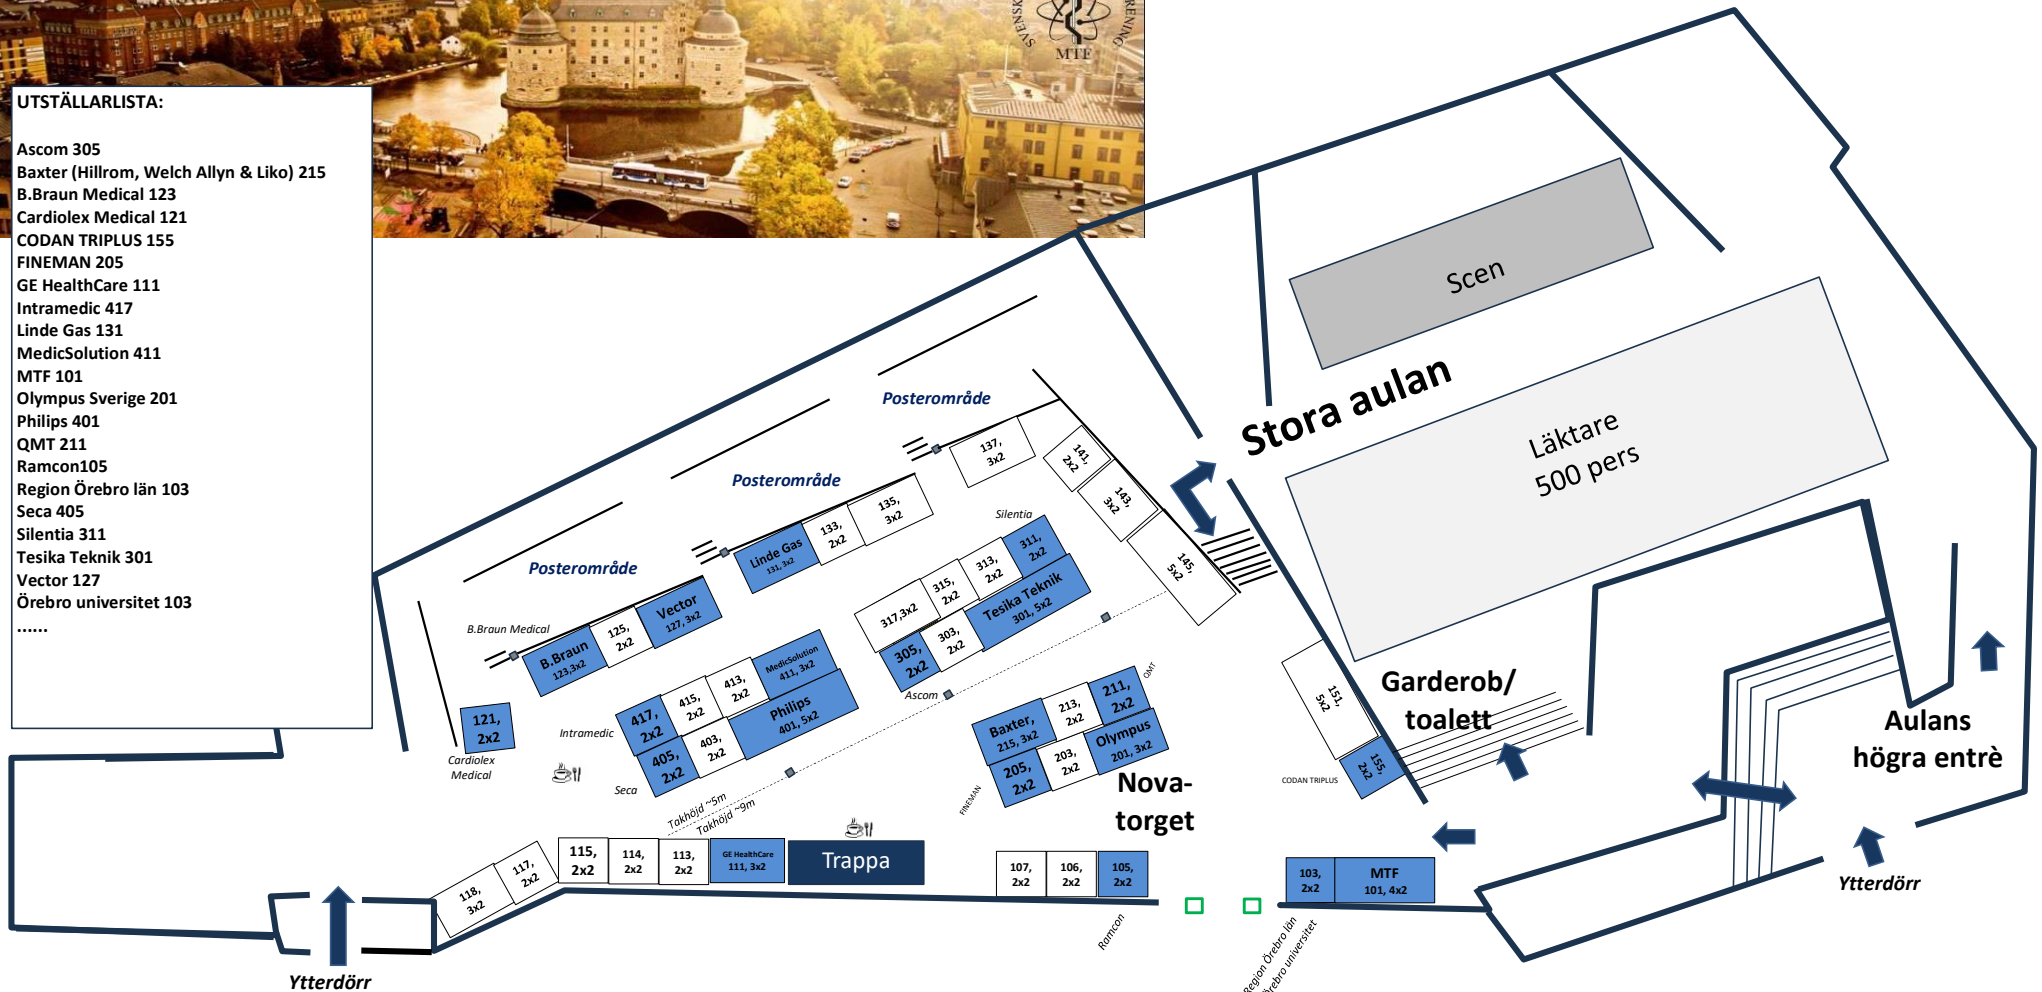 SVENSK
RENING
MTF
UTSTÄLLARLISTA:
Ascom 305
Baxter (Hillrom, Welch Allyn & Liko) 215
B.Braun Medical 123
Cardiolex Medical 121
CODAN TRIPLUS 155
FINEMAN 205
GE HealthCare 111
Intramedic 417
Linde Gas 131
MedicSolution 411
MTF 101
Olympus Sverige 201
Philips 401
QMT 211
Ramcon105
Region Örebro län 103
Seca 405
Silentia 311
Tesika Teknik 301
Vector 127
Örebro universitet 103
......
Scen
Stora aulan
Läktare
500 pers
Posterområde
Posterområde
Posterområde
137,
3x2
141,
2x2
143,
3x2
145,
5x2
135,
3x2
133,
2x2
Linde Gas
131, 3x2
Silentia
311,
2x2
313,
2x2
315,
2x2
317,3x2
Tesika Teknik
301, 5x2
303,
2x2
305,
2x2
Ascom
B.Braun Medical
B.Braun
123,3x2
125,
2x2
Vector
127, 3x2
121,
2x2
Cardiolex
Medical
Intramedic
417,
2x2
415,
2x2
413,
2x2
MedicSolution
411, 3x2
405,
2x2
403,
2x2
Philips
401, 5x2
Seca
Takhöjd ~5m
Takhöjd ~9m
Baxter,
215, 3x2
213,
2x2
211,
2x2
QMT
205,
2x2
203,
2x2
Olympus
201, 3x2
FINEMAN
Nova-
torget
151,
5x2
155,
2x2
CODAN TRIPLUS
Garderob/
toalett
Aulans
högra entrè
Ytterdörr
118,
3x2
117,
2x2
115,
2x2
114,
2x2
113,
2x2
GE HealthCare
111, 3x2
Trappa
107,
2x2
106,
2x2
105,
2x2
Ramcon
103,
2x2
MTF
101, 4x2
Region Örebro län
Örebro universitet
Ytterdörr